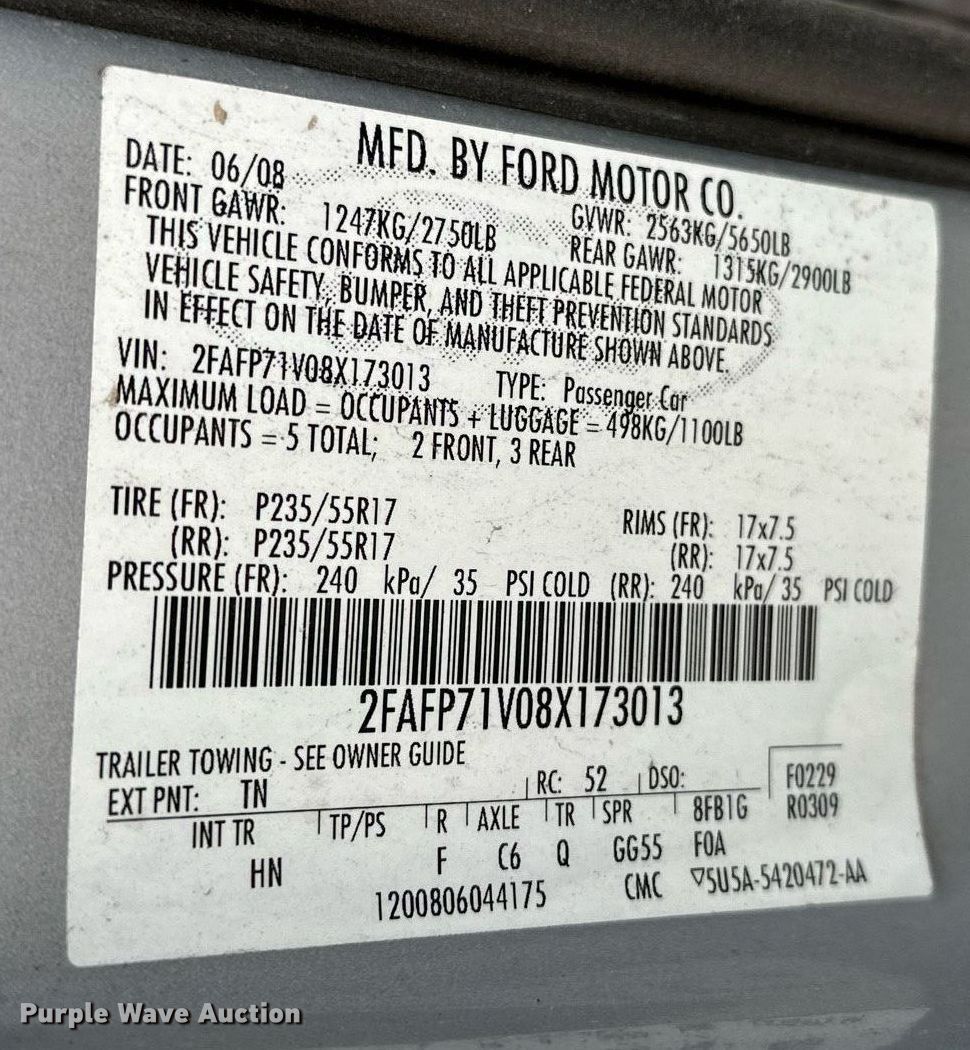 MFD. BY FORD MOTOR CO.
DATE: 06/08 GVWR: 2563KG/5650LB
FRONT GAWR: 1247KG/2750LB REAR GAWR: 1315KG/2900LB
THIS VEHICLE CONFORMS TO ALL APPLICABLE FEDERAL MOTOR
VEHICLE SAFETY, BUMPER, AND THEFT PREVENTION STANDARDS
IN EFFECT ON THE DATE OF MANUFACTURE SHOWN ABOVE.
VIN: 2FAFP71V08X173013 TYPE: Passenger Car
MAXIMUM LOAD = OCCUPANTS + LUGGAGE = 498KG/1100LB
OCCUPANTS = 5 TOTAL; 2 FRONT, 3 REAR
TIRE (FR): P235/55R17 RIMS (FR): 17x7.5
(RR): P235/55R17 (RR): 17x7.5
PRESSURE (FR): 240 kPa/ 35 PSI COLD (RR): 240 kPa/ 35 PSI COLD
2FAFP71V08X173013
TRAILER TOWING - SEE OWNER GUIDE
EXT PNT: TN RC: 52 DSO: F0229
INT TR TP/PS R AXLE TR SPR 8FB1G R0309
HN F C6 Q GG55 FOA
1200806044175 CMC ▽5U5A-5420472-AA
Purple Wave Auction